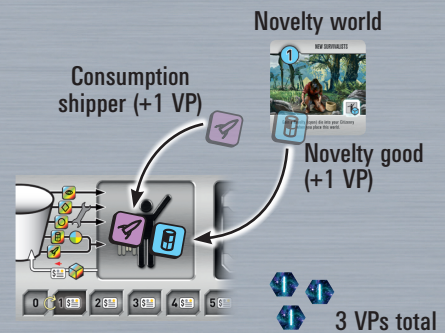 Novelty world
1
NEW SURVIVALISTS
Consumption
shipper (+1 VP)
Novelty good
(+1 VP)
0
1 $
2 $
3 $
4 $
5 $
3 VPs total